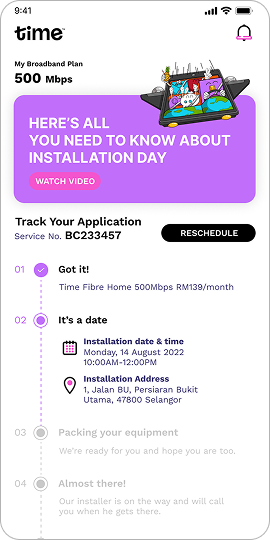 9:41
time
My Broadband Plan
500 Mbps
HERE'S ALL
YOU NEED TO KNOW ABOUT
INSTALLATION DAY
WATCH VIDEO
Track Your Application
Service No. BC233457
RESCHEDULE
01 Got it!
Time Fibre Home 500Mbps RM139/month
02 It's a date
Installation date & time
Monday, 14 August 2022
10:00AM-12:00PM
Installation Address
1, Jalan BU, Persiaran Bukit
Utama, 47800 Selangor
03 Packing your equipment
We're ready for you and hope you are too.
04 Almost there!
Our installer is on the way and will call
you when he gets there.